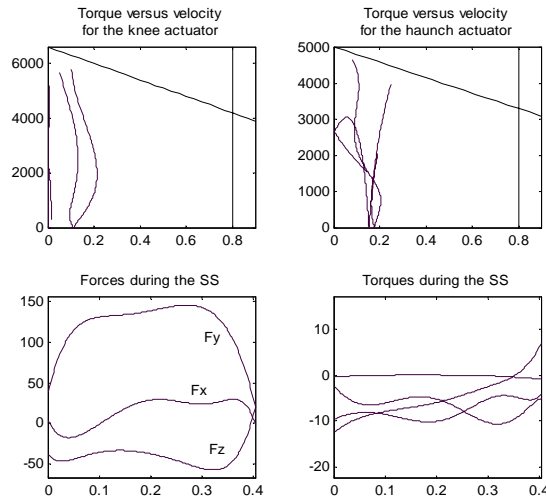 Torque versus velocity
for the knee actuator
6000
4000
2000
0
0 0.2 0.4 0.6 0.8
Torque versus velocity
for the haunch actuator
5000
4000
3000
2000
1000
0
0 0.2 0.4 0.6 0.8
Forces during the SS
150
100
50
0
-50
Fy
Fx
Fz
0 0.1 0.2 0.3 0.4
Torques during the SS
10
0
-10
-20
0 0.1 0.2 0.3 0.4